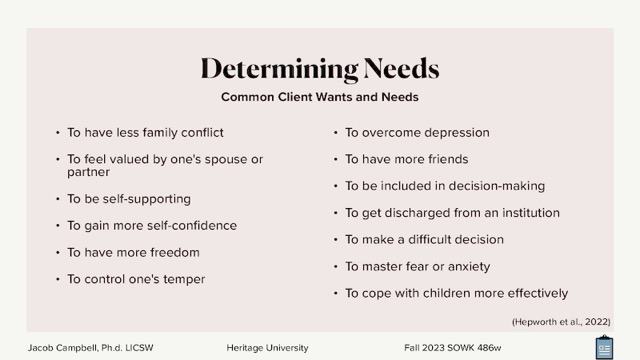 Determining Needs
Common Client Wants and Needs
• To have less family conflict
• To feel valued by one's spouse or
partner
• To be self-supporting
• To gain more self-confidence
• To have more freedom
• To control one's temper
• To overcome depression
• To have more friends
• To be included in decision-making
• To get discharged from an institution
• To make a difficult decision
• To master fear or anxiety
• To cope with children more effectively
(Hepworth et al., 2022)
Jacob Campbell, Ph.d. LICSW
Heritage University
Fall 2023 SOWK 486w